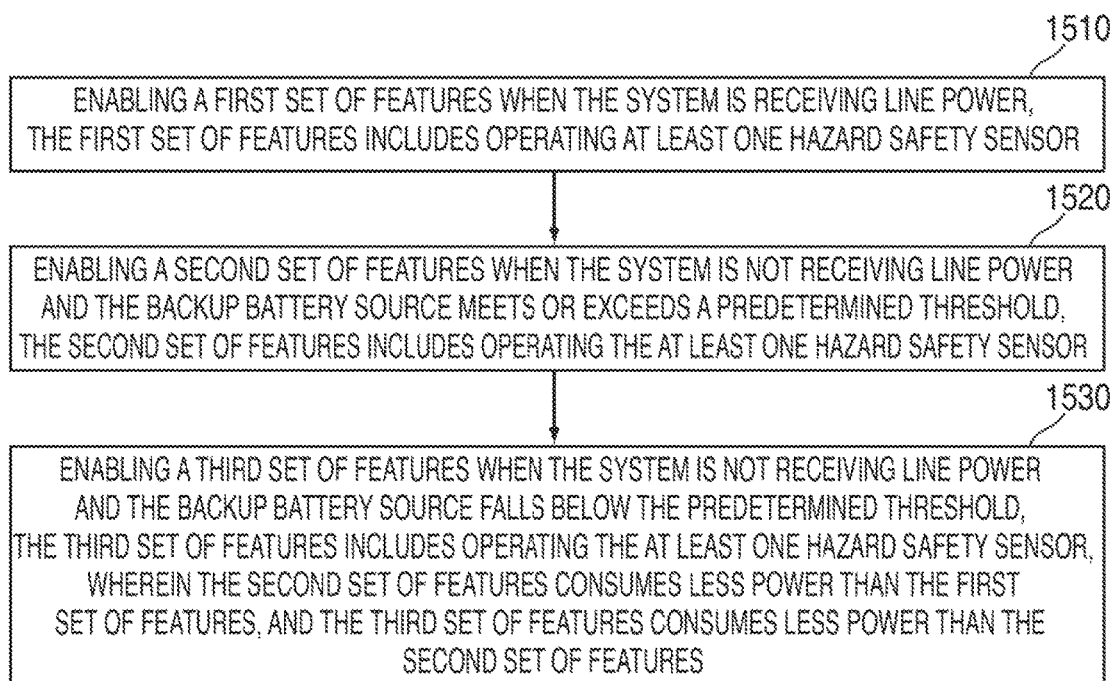 1510
ENABLING A FIRST SET OF FEATURES WHEN THE SYSTEM IS RECEIVING LINE POWER,
THE FIRST SET OF FEATURES INCLUDES OPERATING AT LEAST ONE HAZARD SAFETY SENSOR
1520
ENABLING A SECOND SET OF FEATURES WHEN THE SYSTEM IS NOT RECEIVING LINE POWER
AND THE BACKUP BATTERY SOURCE MEETS OR EXCEEDS A PREDETERMINED THRESHOLD,
THE SECOND SET OF FEATURES INCLUDES OPERATING THE AT LEAST ONE HAZARD SAFETY SENSOR
1530
ENABLING A THIRD SET OF FEATURES WHEN THE SYSTEM IS NOT RECEIVING LINE POWER
AND THE BACKUP BATTERY SOURCE FALLS BELOW THE PREDETERMINED THRESHOLD,
THE THIRD SET OF FEATURES INCLUDES OPERATING THE AT LEAST ONE HAZARD SAFETY SENSOR,
WHEREIN THE SECOND SET OF FEATURES CONSUMES LESS POWER THAN THE FIRST
SET OF FEATURES, AND THE THIRD SET OF FEATURES CONSUMES LESS POWER THAN THE
SECOND SET OF FEATURES